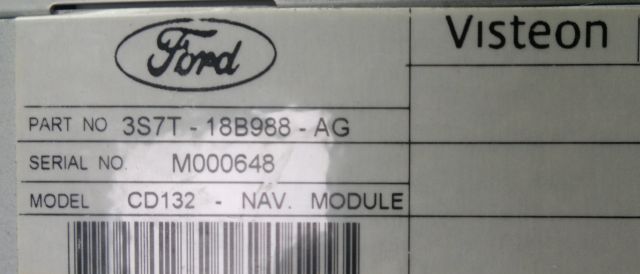 Ford
Visteon
PART NO 3S7T - 18B988 - AG
SERIAL NO. M000648
MODEL CD132 - NAV. MODULE